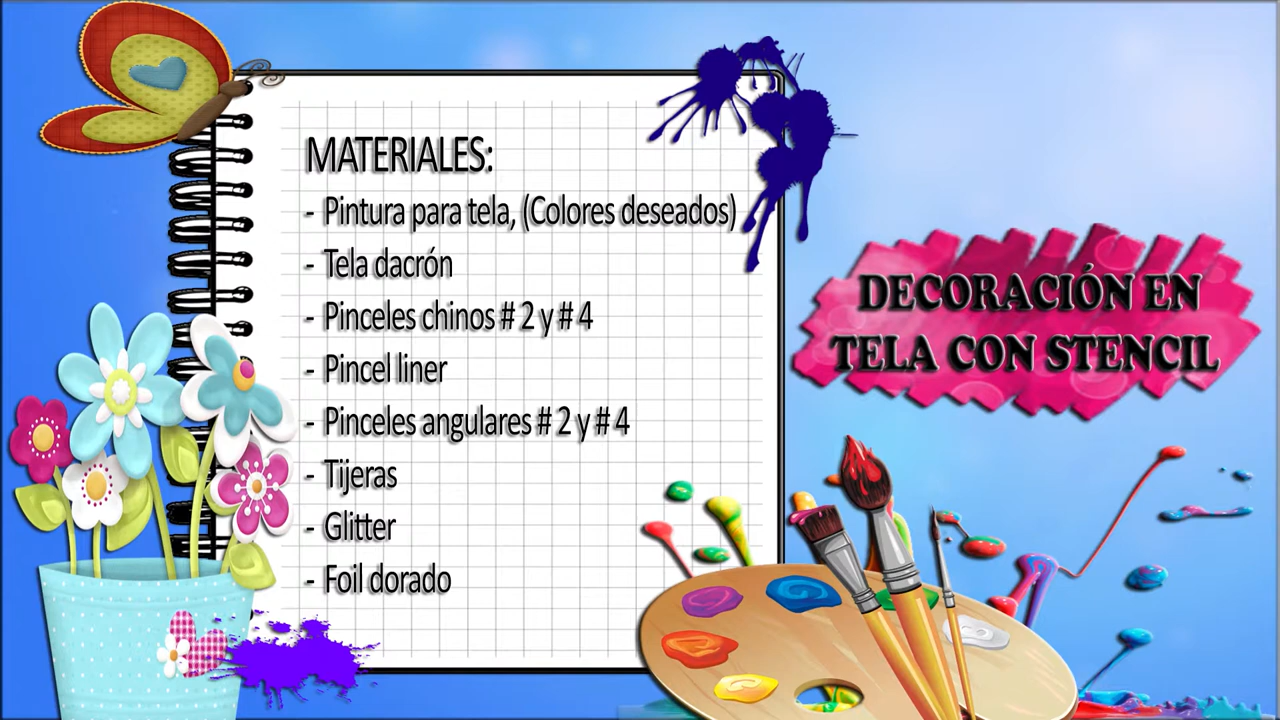 MATERIALES:
- Pintura para tela, (Colores deseados)
- Tela dacrón
- Pinceles chinos # 2 y # 4
- Pincel liner
- Pinceles angulares # 2 y # 4
- Tijeras
- Glitter
- Foil dorado
DECORACIÓN EN
TELA CON STENCIL